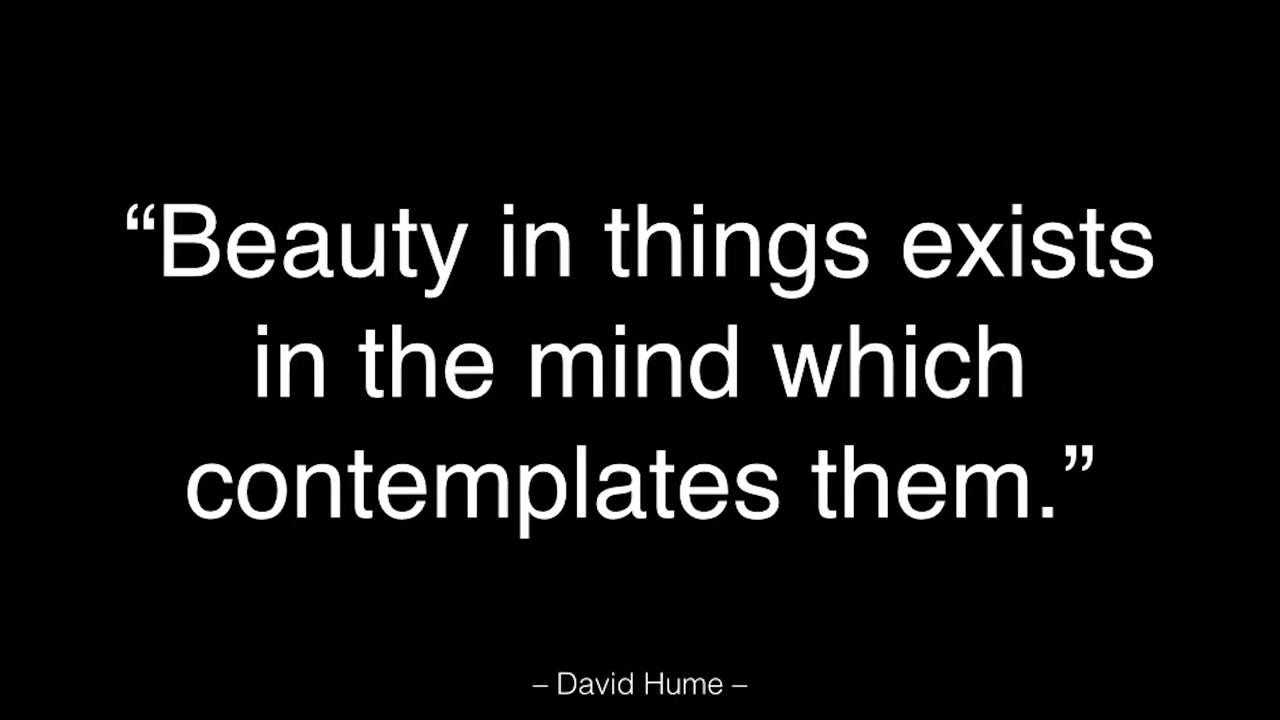 “Beauty in things exists
in the mind which
contemplates them.”
– David Hume –